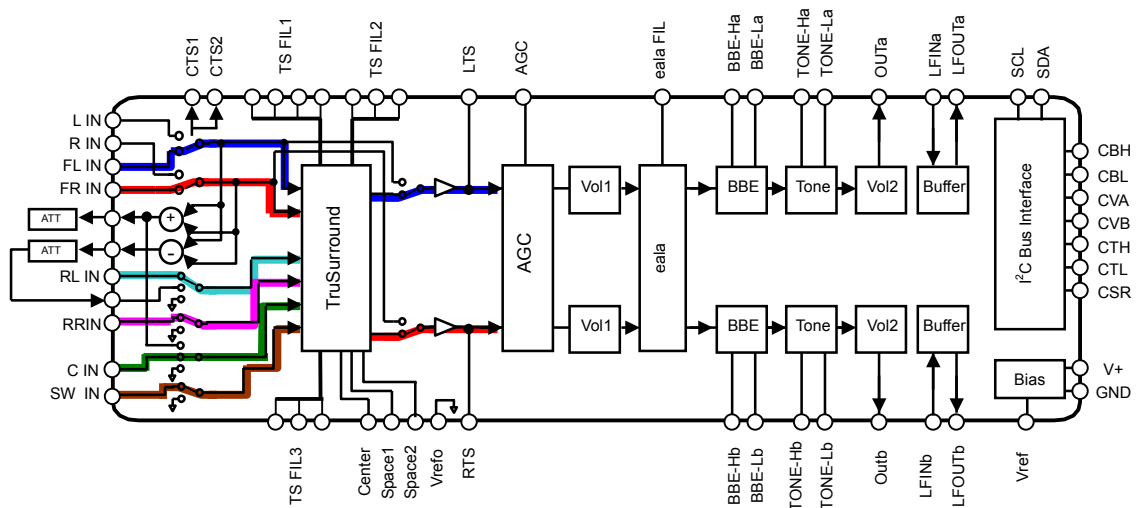 CTS1
CTS2
TS FIL1
TS FIL2
LTS
AGC
eala FIL
BBE-Ha
BBE-La
TONE-Ha
TONE-La
OUTa
LFINa
LFOUTa
SCL
SDA
L IN
R IN
FL IN
FR IN
ATT
ATT
RL IN
RRIN
C IN
SW IN
+
-
TruSurround
AGC
Vol1
eala
BBE
Tone
Vol2
Buffer
Vol1
BBE
Tone
Vol2
Buffer
I²C Bus Interface
Bias
CBH
CBL
CVA
CVB
CTH
CTL
CSR
V+
GND
TS FIL3
Center
Space1
Space2
Vrefo
RTS
BBE-Hb
BBE-Lb
TONE-Hb
TONE-Lb
Outb
LFINb
LFOUTb
Vref